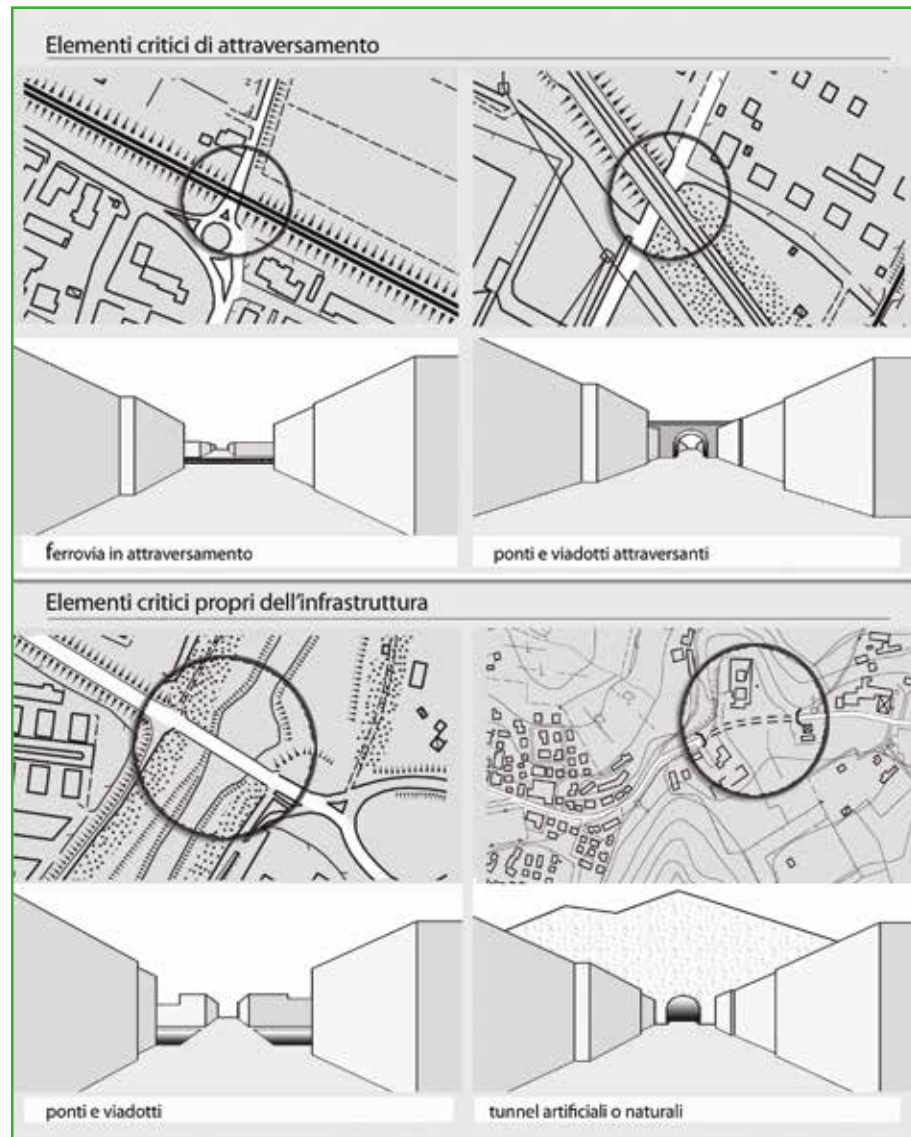 Elementi critici di attraversamento
ferrovia in attraversamento
ponti e viadotti attraversanti
Elementi critici propri dell'infrastruttura
ponti e viadotti
tunnel artificiali o naturali